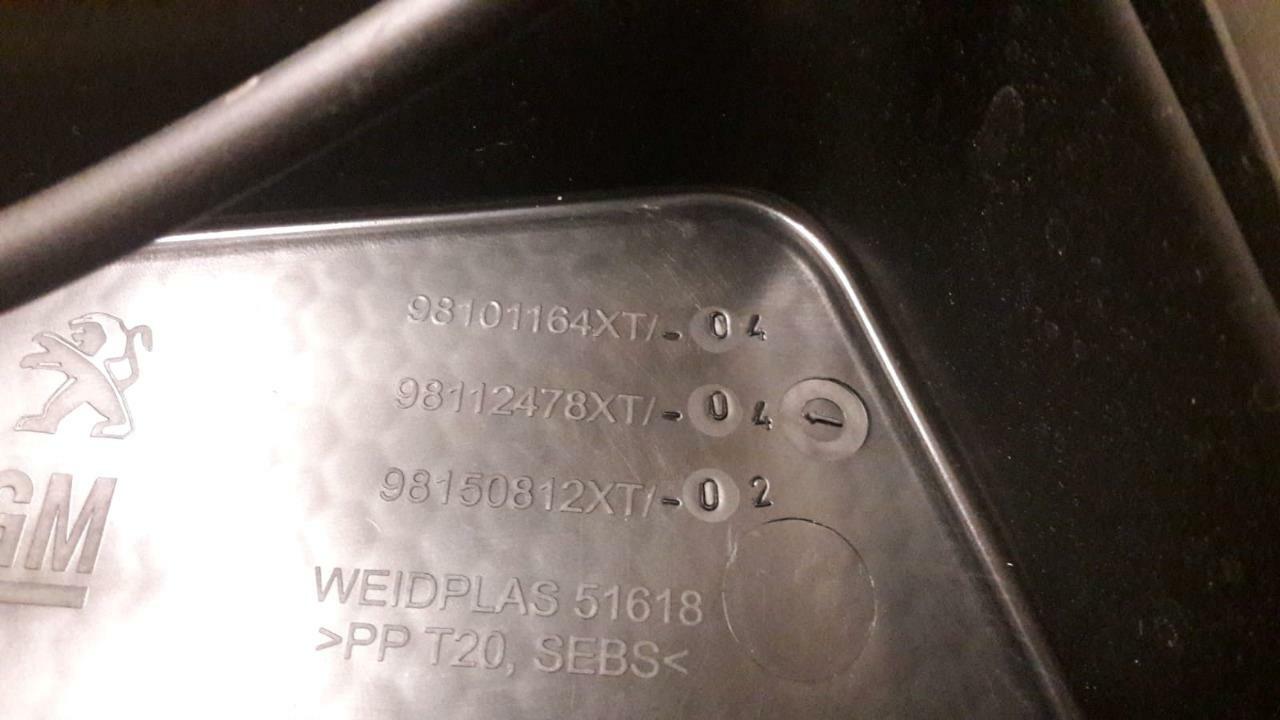 98101164XT/-04
98112478XT/-04
98150812XT/-02
GM
WEIDPLAS 51618
>PP T20, SEBS<